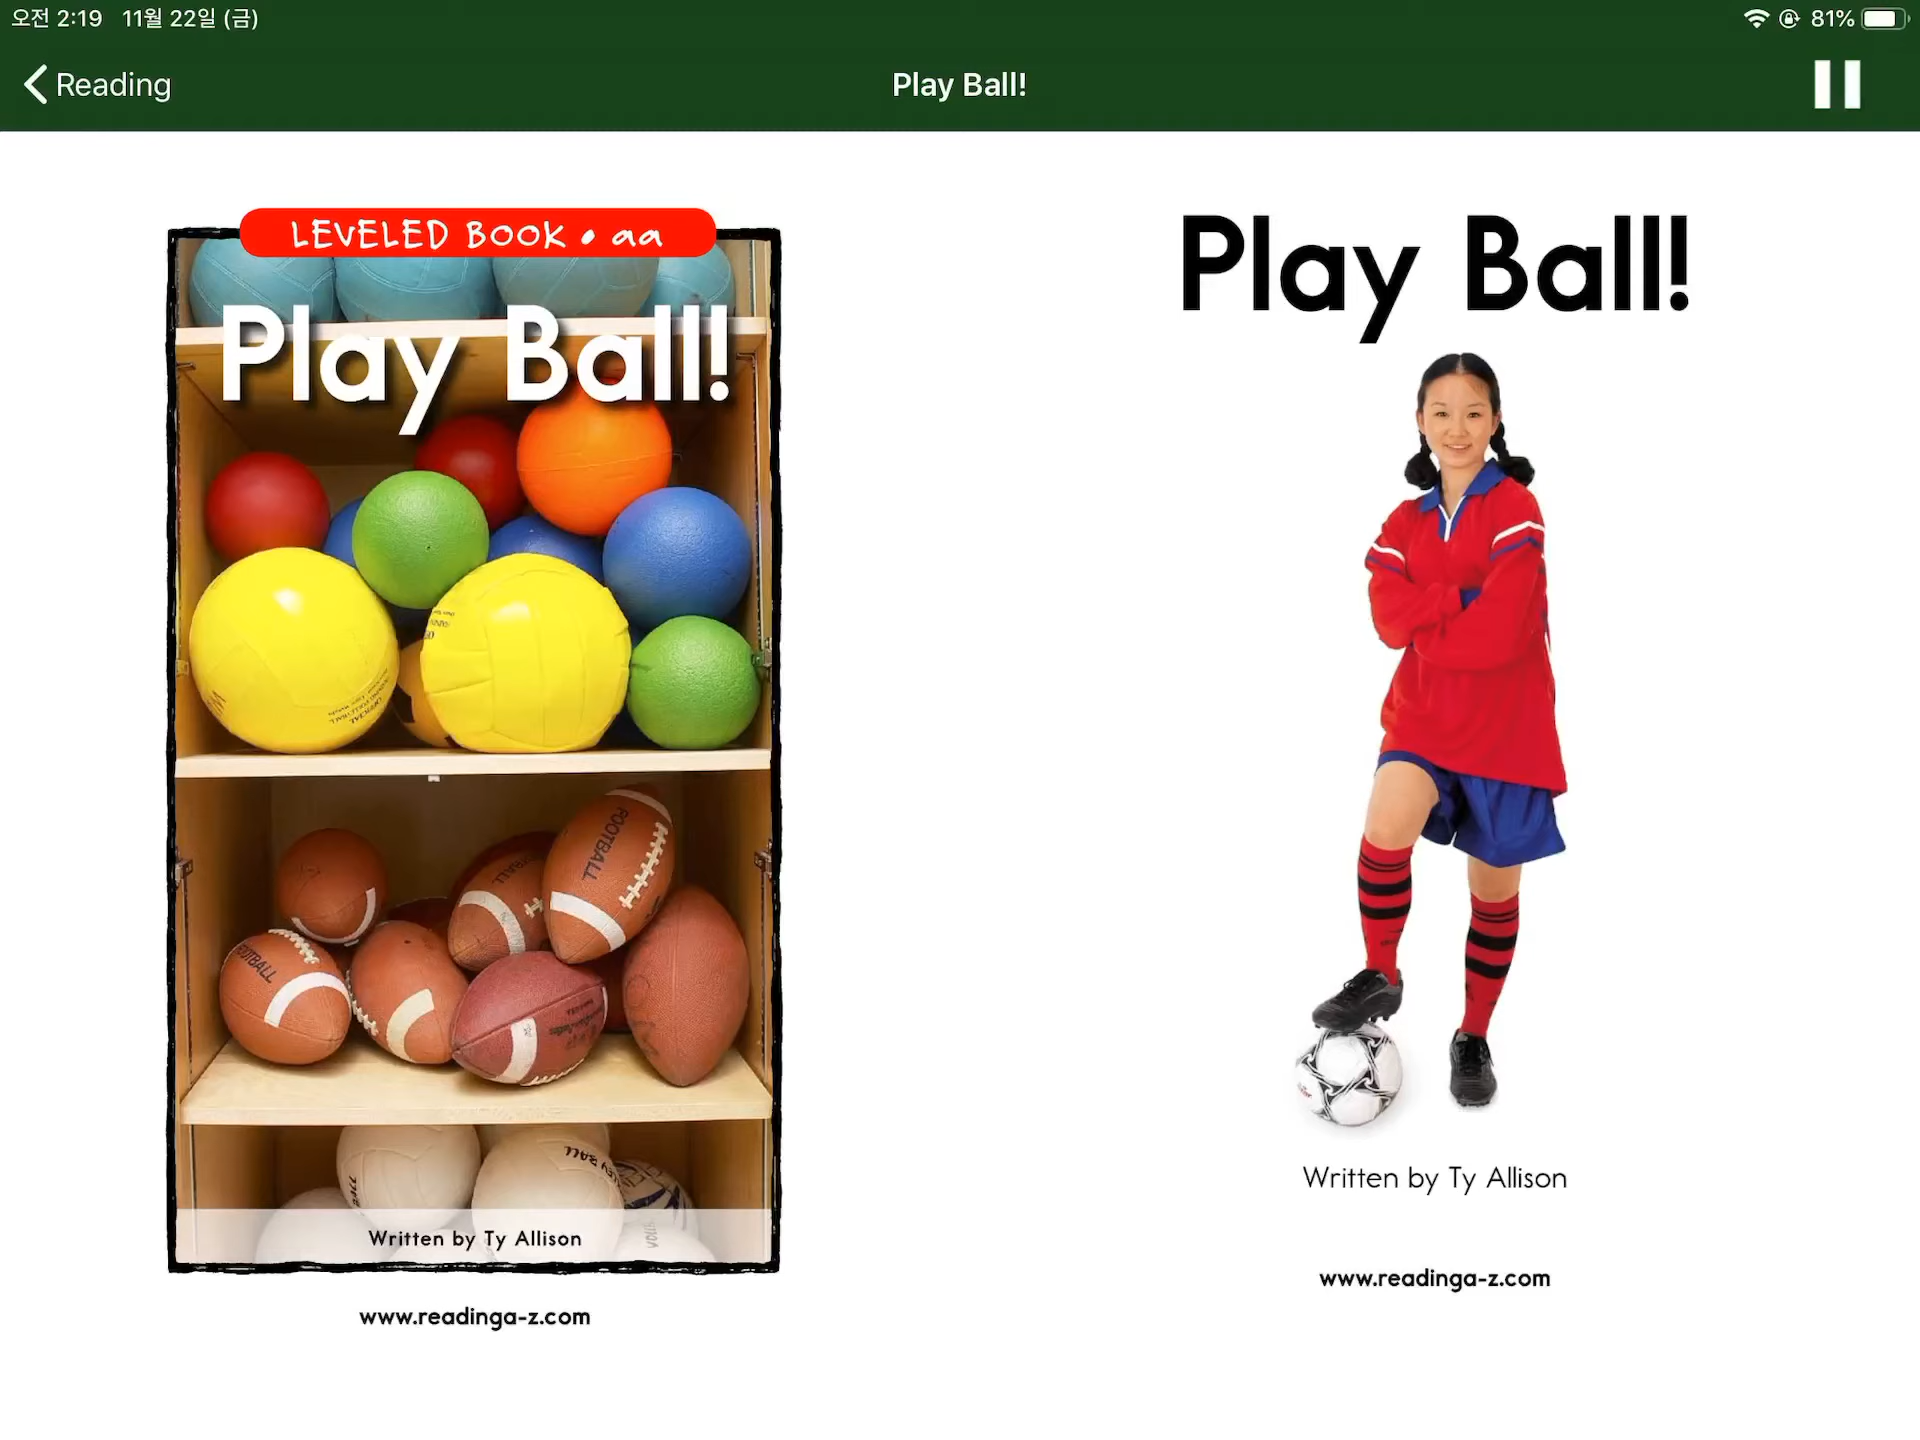 오전 2:19 11월 22일 (금) 81%
Reading
Play Ball!
LEVELED BOOK • aa
Play Ball!
FOOTBALL
FOOTBALL
Written by Ty Allison
www.readinga-z.com
Play Ball!
Written by Ty Allison
www.readinga-z.com